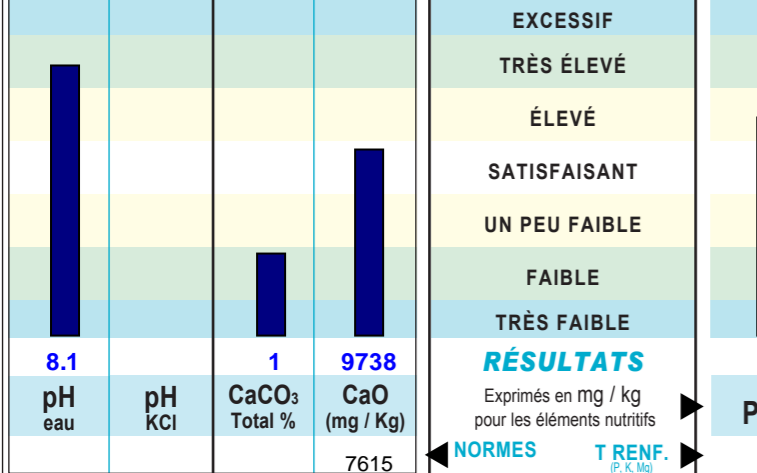 EXCESSIF
TRÈS ÉLEVÉ
ÉLEVÉ
SATISFAISANT
UN PEU FAIBLE
FAIBLE
TRÈS FAIBLE
8.1 1 9738 RÉSULTATS
pH eau
pH KCl
CaCO₃ Total %
CaO (mg / Kg)
Exprimés en mg / kg
pour les éléments nutritifs
P
7615
NORMES T RENF.
(P, K, Mg)